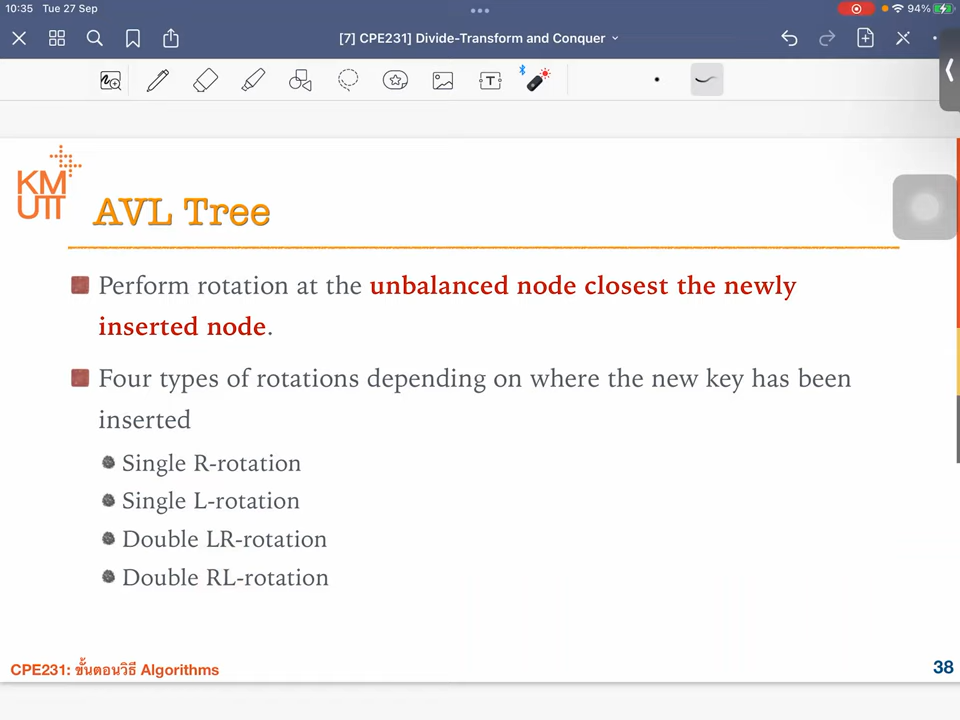 10:35 Tue 27 Sep
94%
[7] CPE231] Divide-Transform and Conquer
T
KM
UTT
AVL Tree
Perform rotation at the unbalanced node closest the newly
inserted node.
Four types of rotations depending on where the new key has been
inserted
Single R-rotation
Single L-rotation
Double LR-rotation
Double RL-rotation
CPE231: ขั้นตอนวิธี Algorithms
38